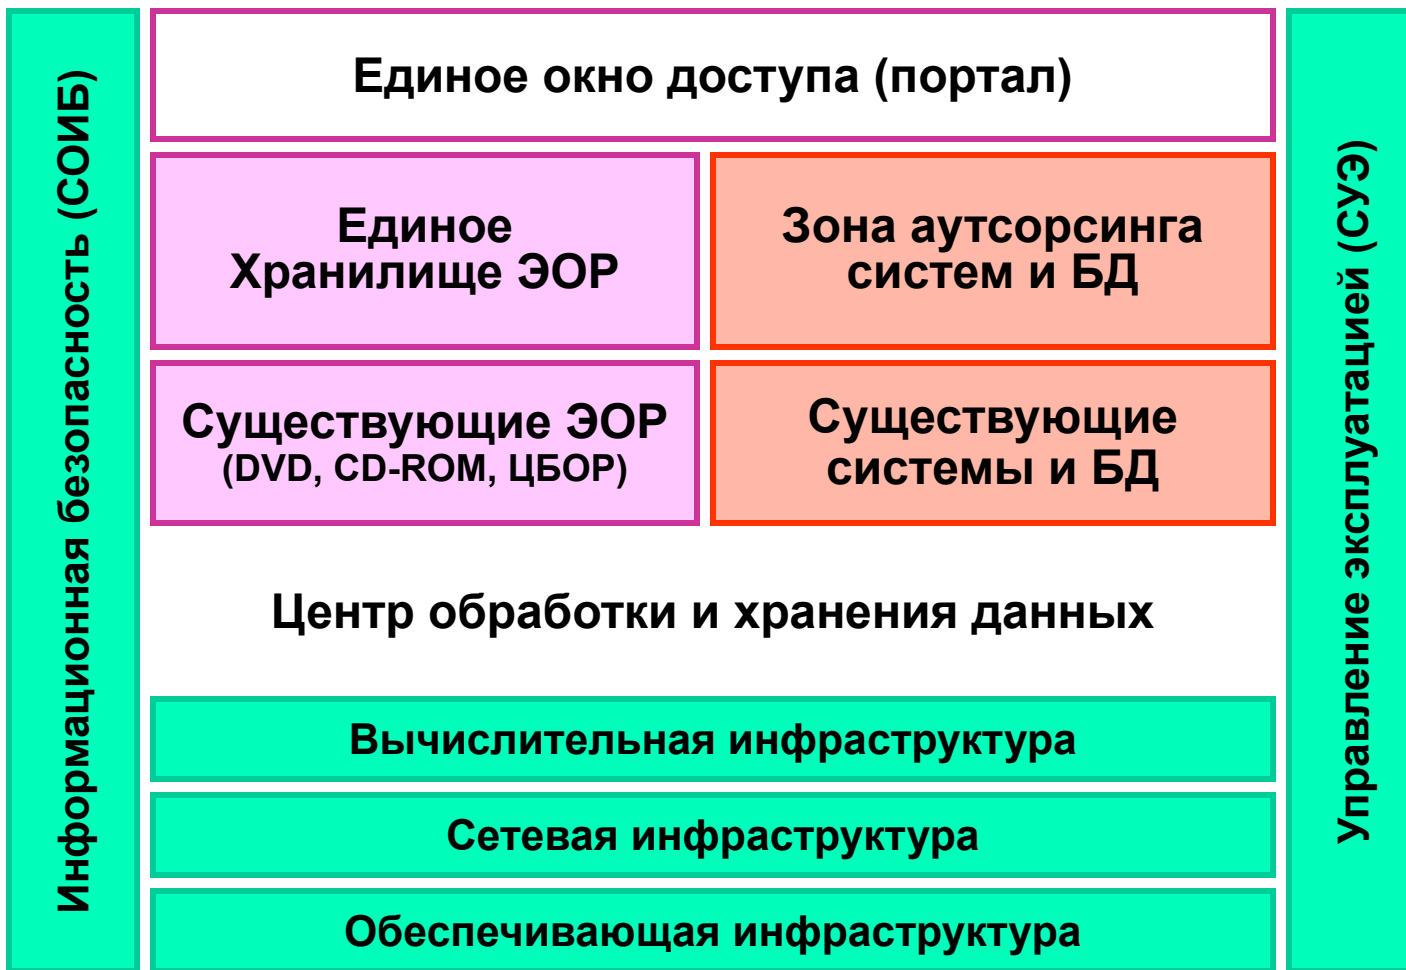 Информационная безопасность (СОИБ)
Единое окно доступа (портал)
Единое
Хранилище ЭОР
Зона аутсорсинга
систем и БД
Существующие ЭОР
(DVD, CD-ROM, ЦБОР)
Существующие
системы и БД
Центр обработки и хранения данных
Вычислительная инфраструктура
Сетевая инфраструктура
Обеспечивающая инфраструктура
Управление эксплуатацией (СУЭ)